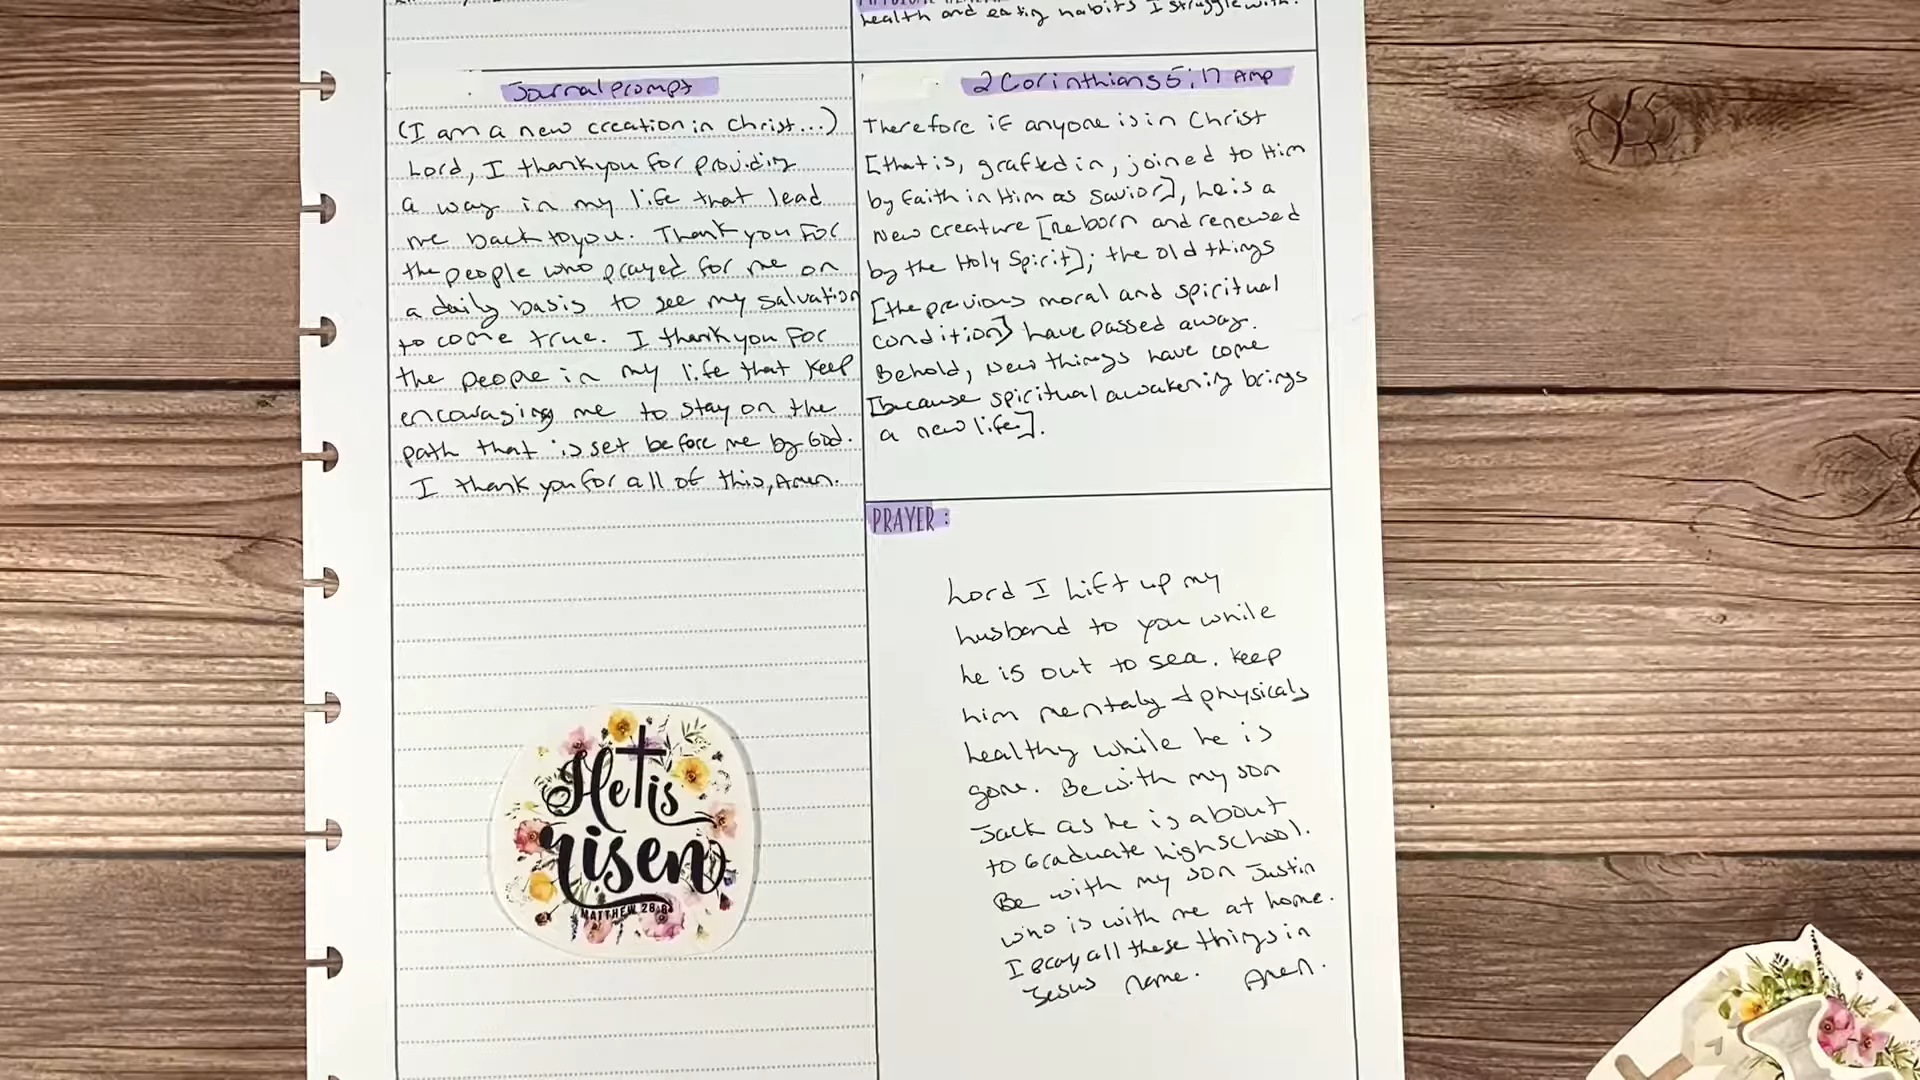 health and eating habits I struggle with.
Journal prompt
(I am a new creation in Christ...)
Lord, I thank you for providing
a way in my life that lead
me back to you. Thank you for
the people who prayed for me on
a daily basis to see my salvation
to come true. I thank you for
the people in my life that keep
encouraging me to stay on the
path that is set before me by God.
I thank you for all of this, Amen.
He is
risen
MATTHEW 28:6
2 Corinthians 5:17 AMP
Therefore if anyone is in Christ
[that is, grafted in, joined to Him
by faith in Him as Savior], he is a
New creature [reborn and renewed
by the Holy Spirit]; the old things
[the previous moral and spiritual
condition] have passed away.
Behold, New things have come
[because spiritual awakening brings
a new life].
PRAYER:
Lord I Lift up my
husband to you while
he is out to sea. Keep
him mentaly & physicaly
healthy while he is
gone. Be with my son
Jack as he is about
to Graduate highschool.
Be with my son Justin
who is with me at home.
I pray all these things in
Jesus name. Amen.